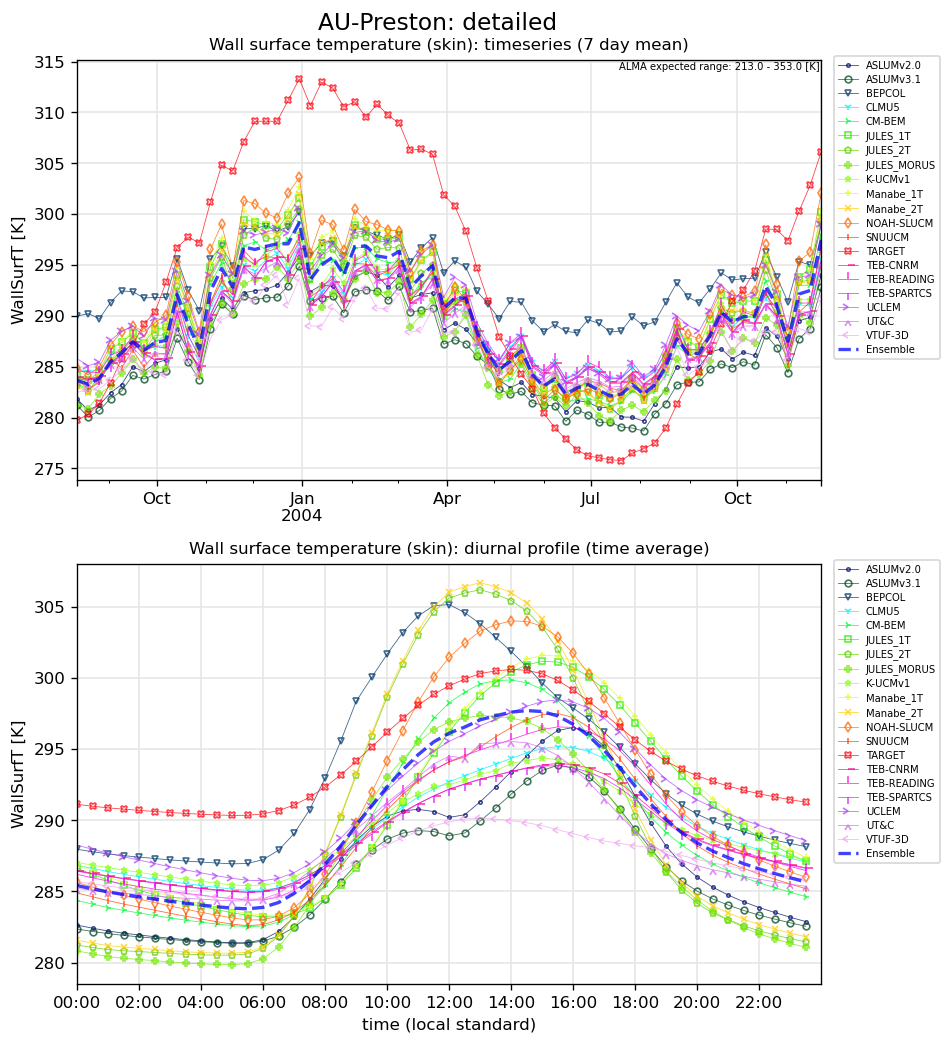 AU-Preston: detailed
Wall surface temperature (skin): timeseries (7 day mean)
ALMA expected range: 213.0 - 353.0 [K]
WallSurfT [K]
315
310
305
300
295
290
285
280
275
Oct
Jan
2004
Apr
Jul
Oct
ASLUMv2.0
ASLUMv3.1
BEPCOL
CLMU5
CM-BEM
JULES_1T
JULES_2T
JULES_MORUS
K-UCMv1
Manabe_1T
Manabe_2T
NOAH-SLUCM
SNUUCM
TARGET
TEB-CNRM
TEB-READING
TEB-SPARTCS
UCLEM
UT&C
VTUF-3D
Ensemble
Wall surface temperature (skin): diurnal profile (time average)
WallSurfT [K]
305
300
295
290
285
280
00:00
02:00
04:00
06:00
08:00
10:00
12:00
14:00
16:00
18:00
20:00
22:00
time (local standard)
ASLUMv2.0
ASLUMv3.1
BEPCOL
CLMU5
CM-BEM
JULES_1T
JULES_2T
JULES_MORUS
K-UCMv1
Manabe_1T
Manabe_2T
NOAH-SLUCM
SNUUCM
TARGET
TEB-CNRM
TEB-READING
TEB-SPARTCS
UCLEM
UT&C
VTUF-3D
Ensemble